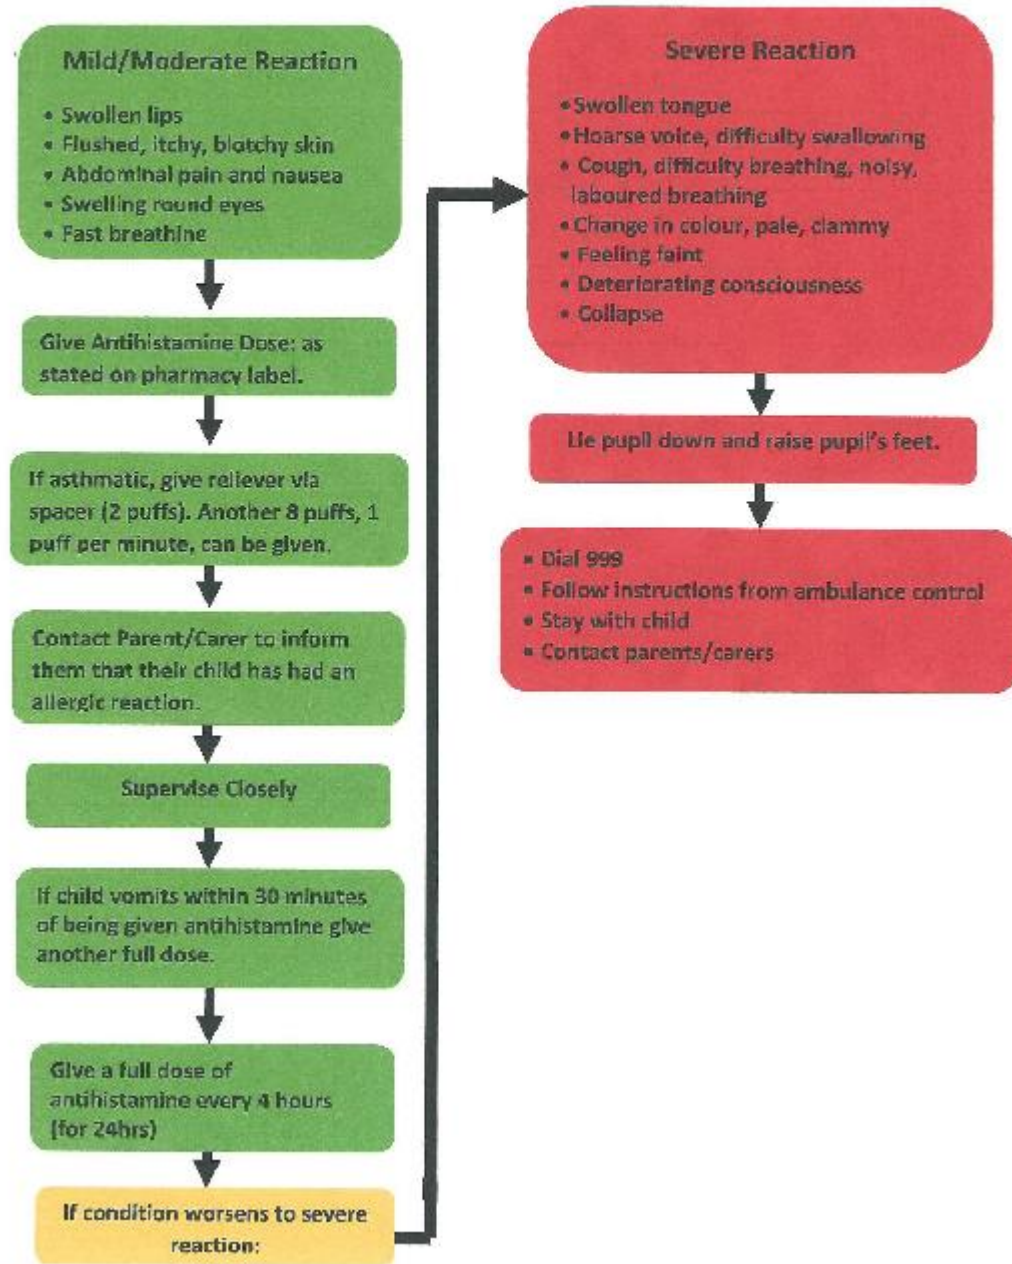 Mild/Moderate Reaction
• Swollen lips
• Flushed, itchy, blotchy skin
• Abdominal pain and nausea
• Swelling round eyes
• Fast breathing
Give Antihistamine Dose: as
stated on pharmacy label.
If asthmatic, give reliever via
spacer (2 puffs). Another 8 puffs, 1
puff per minute, can be given.
Contact Parent/Carer to inform
them that their child has had an
allergic reaction.
Supervise Closely
If child vomits within 30 minutes
of being given antihistamine give
another full dose.
Give a full dose of
antihistamine every 4 hours
(for 24hrs)
If condition worsens to severe
reaction:
Severe Reaction
• Swollen tongue
• Hoarse voice, difficulty swallowing
• Cough, difficulty breathing, noisy,
laboured breathing
• Change in colour, pale, clammy
• Feeling faint
• Deteriorating consciousness
• Collapse
Lie pupil down and raise pupil's feet.
▪ Dial 999
▪ Follow instructions from ambulance control
▪ Stay with child
▪ Contact parents/carers